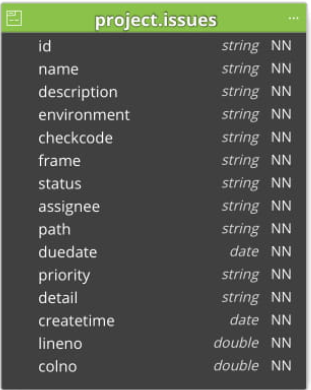 project.issues ...
id string NN
name string NN
description string NN
environment string NN
checkcode string NN
frame string NN
status string NN
assignee string NN
path string NN
duedate date NN
priority string NN
detail string NN
createtime date NN
lineno double NN
colno double NN